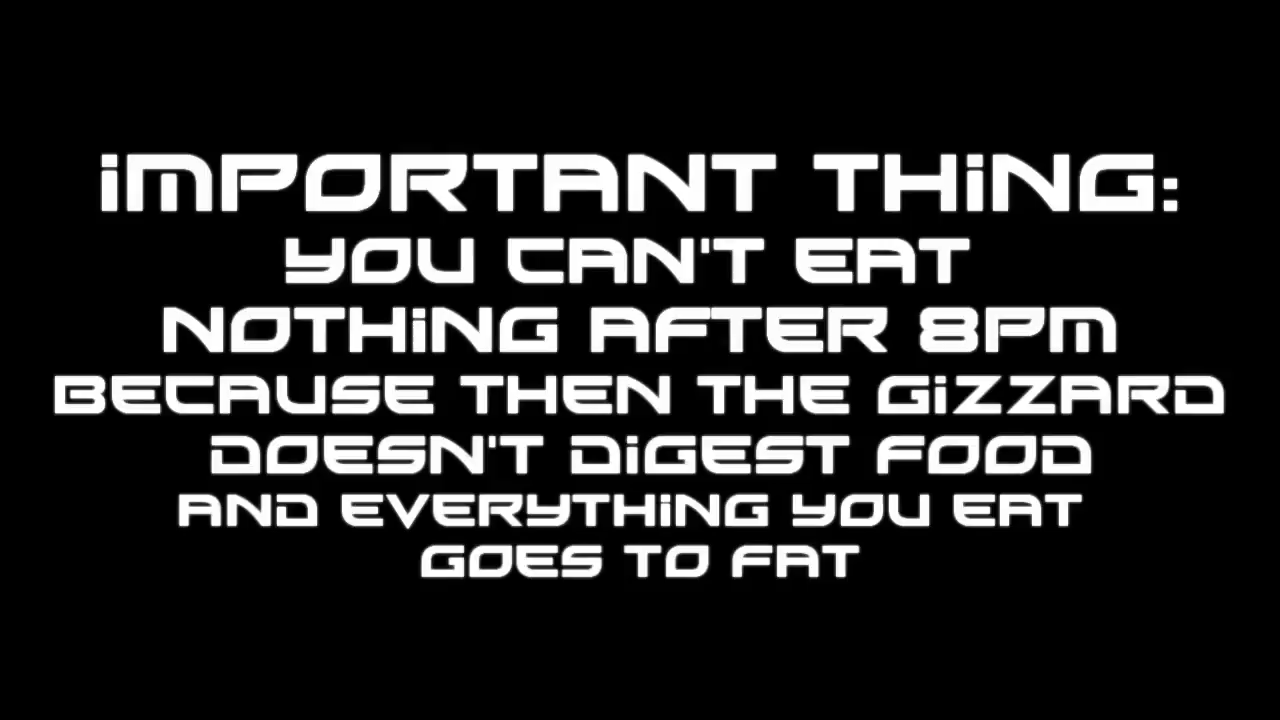 IMPORTANT THING:
YOU CAN'T EAT
NOTHING AFTER 8PM
BECAUSE THEN THE GIZZARD
DOESN'T DIGEST FOOD
AND EVERYTHING YOU EAT
GOES TO FAT